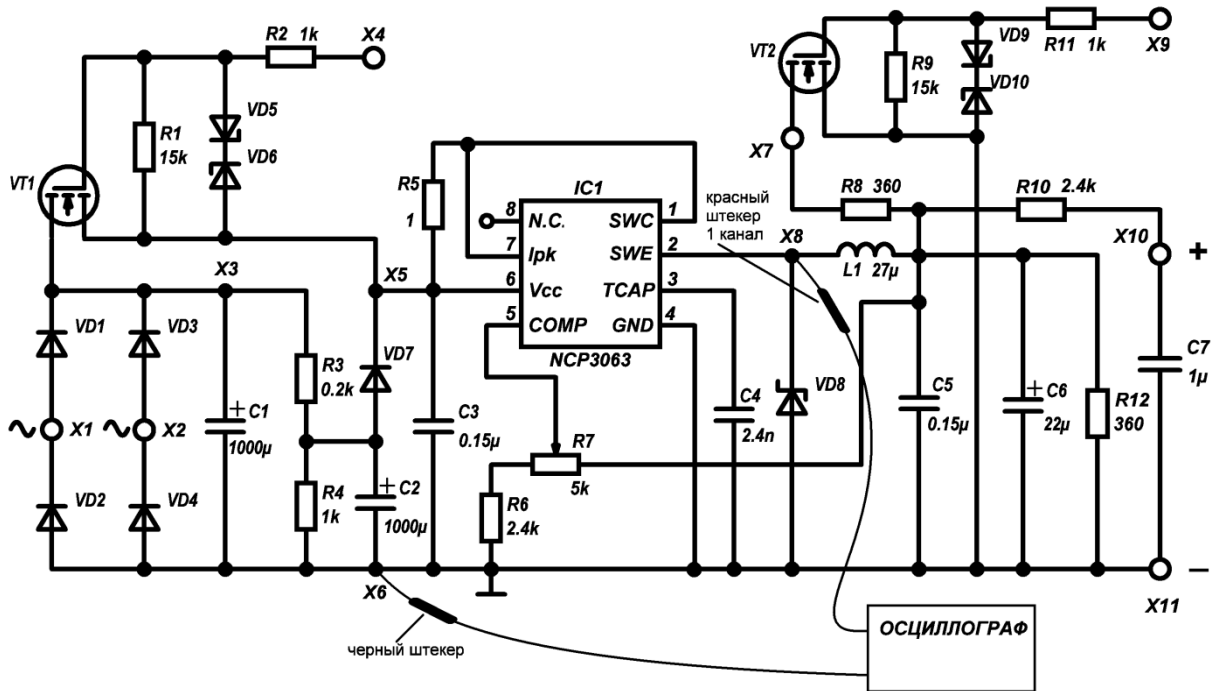 R2 1k
X4
VT1
R1
15k
VD5
VD6
X3
VD1
VD3
X1
X2
VD2
VD4
+
C1
1000µ
R3
0.2k
R4
1k
X5
VD7
+
C2
1000µ
X6
R5
1
C3
0.15µ
IC1
8 N.C.
7 Ipk
6 Vcc
5 COMP
SWC 1
SWE 2
TCAP 3
GND 4
NCP3063
R7
5k
R6
2.4k
C4
2.4n
красный
штекер
1 канал
X8
VD8
L1 27µ
VT2
X7
R9
15k
VD9
VD10
R11 1k
X9
R8 360
R10 2.4k
X10
+
C5
0.15µ
+
C6
22µ
R12
360
C7
1µ
–
X11
черный штекер
ОСЦИЛЛОГРАФ